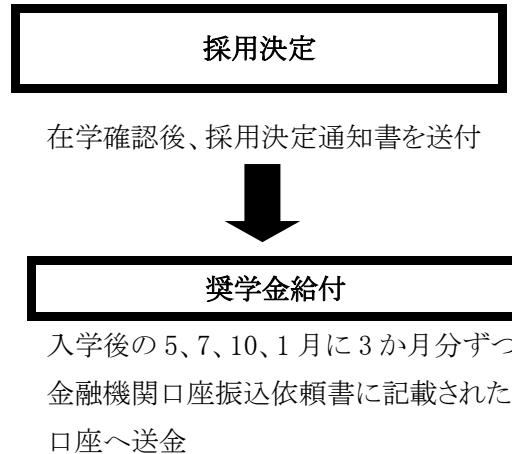 採用決定
在学確認後、採用決定通知書を送付
奨学金給付
入学後の5、7、10、1月に3か月分ずつ
金融機関口座振込依頼書に記載された
口座へ送金